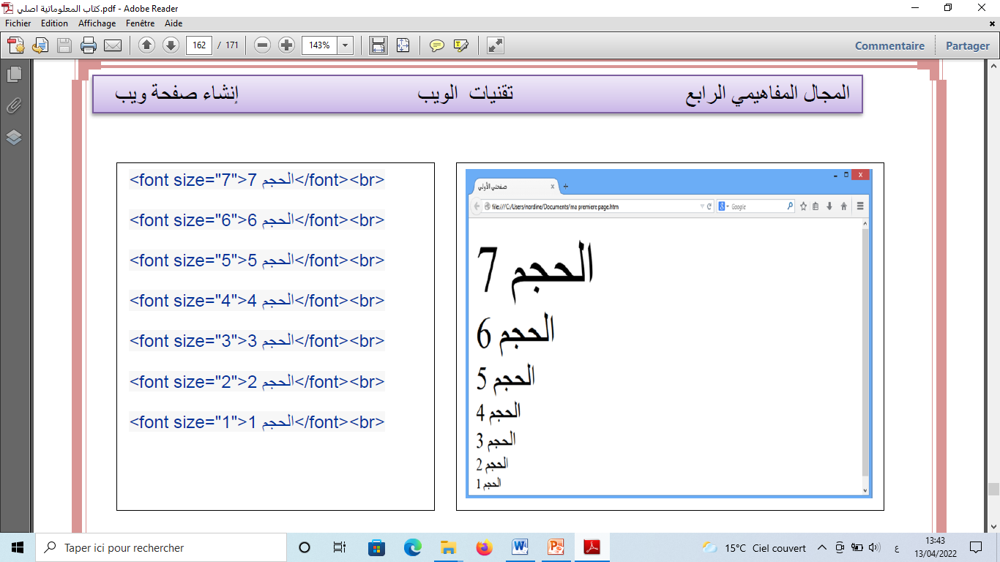 كتاب المعلوماتية اصلي.pdf - Adobe Reader
Fichier Edition Affichage Fenêtre Aide
162 / 171 143% Commentaire Partager
المجال المفاهيمي الرابع تقنيات الويب إنشاء صفحة ويب
<font size="7">7 الحجم</font><br>
<font size="6">6 الحجم</font><br>
<font size="5">5 الحجم</font><br>
<font size="4">4 الحجم</font><br>
<font size="3">3 الحجم</font><br>
<font size="2">2 الحجم</font><br>
<font size="1">1 الحجم</font><br>
صفحتي الأولي
file:///C:/Users/nordine/Documents/ma premiere page.htm Google
الحجم 7
الحجم 6
الحجم 5
الحجم 4
الحجم 3
الحجم 2
الحجم 1
Taper ici pour rechercher 15°C Ciel couvert ع 13:43
13/04/2022